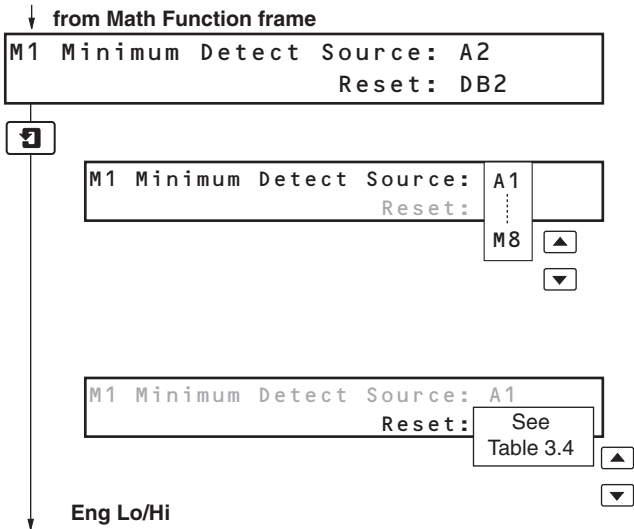 from Math Function frame
M1 Minimum Detect Source: A2
Reset: DB2
M1 Minimum Detect Source: A1
Reset:
M8
M1 Minimum Detect Source: A1
Reset: See
Table 3.4
Eng Lo/Hi